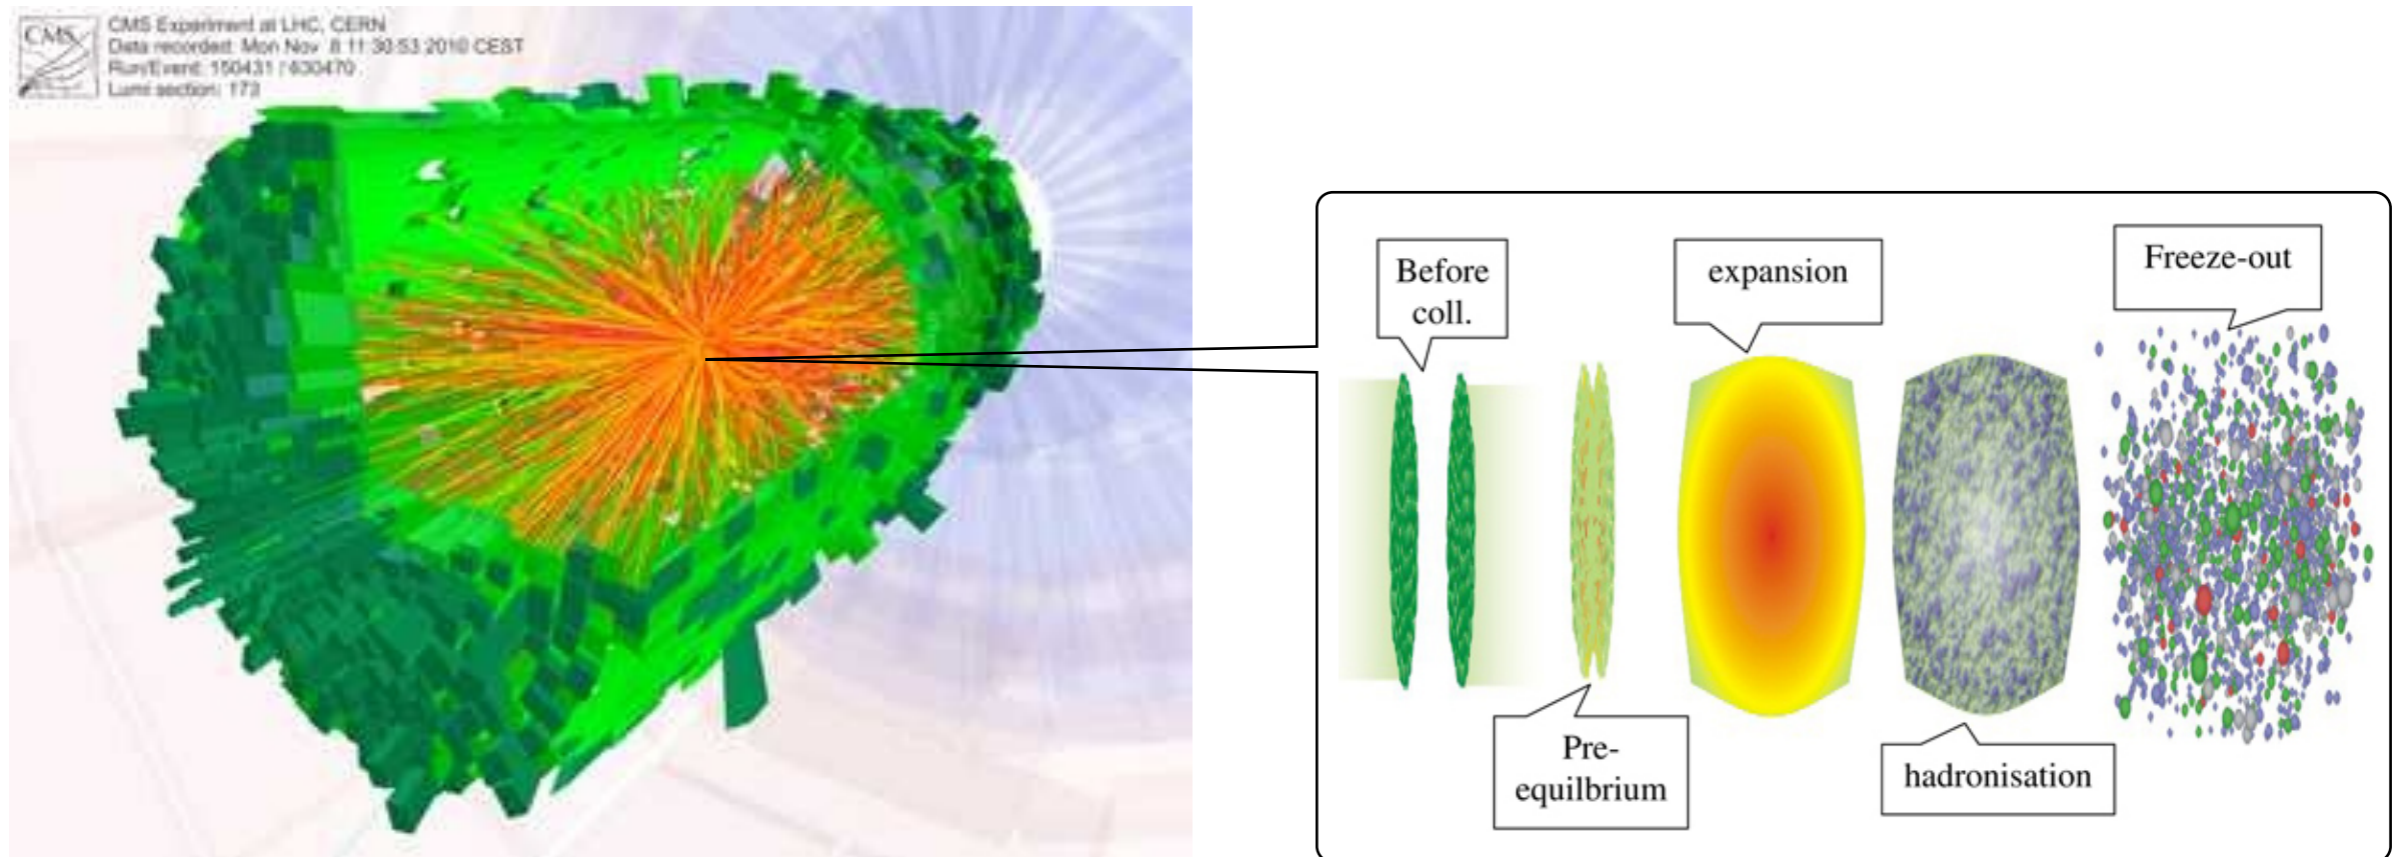 CMS
CMS Experiment at LHC, CERN
Data recorded: Mon Nov 8 11:30:53 2010 CEST
Run/Event: 150431 / 630470
Lumi section: 173
Before
coll.
expansion
Freeze-out
Pre-
equilbrium
hadronisation